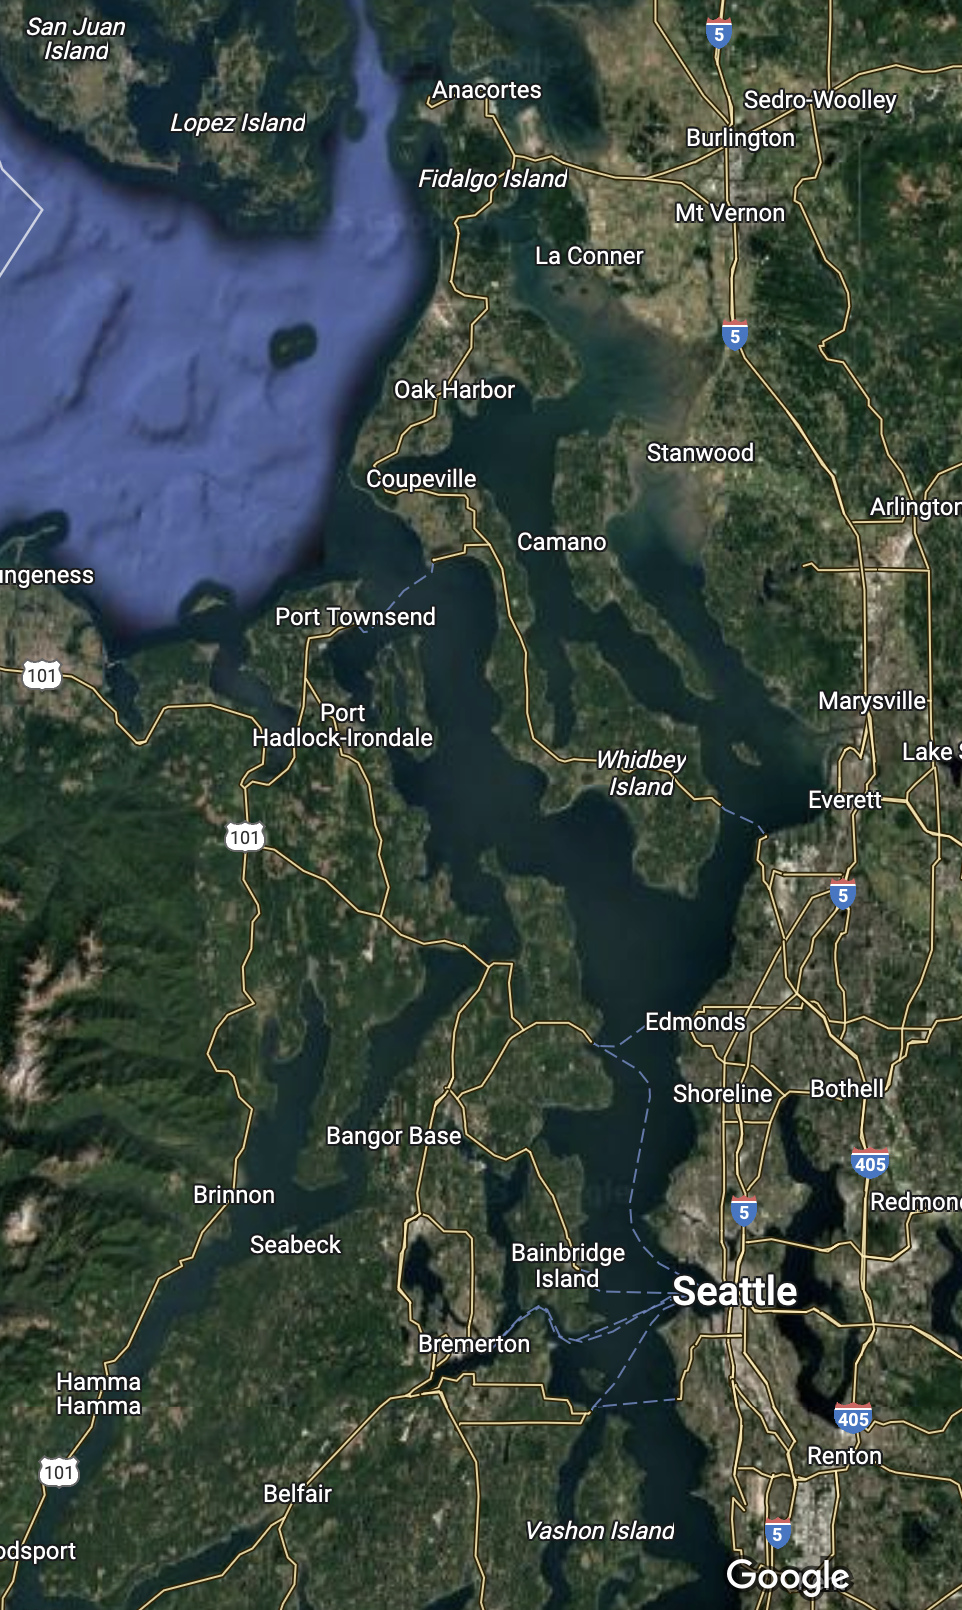 San Juan
Island
5
Anacortes
Sedro-Woolley
Lopez Island
Burlington
Fidalgo Island
Mt Vernon
La Conner
5
Oak Harbor
Stanwood
Coupeville
Arlington
Camano
ungeness
Port Townsend
101
Marysville
Port
Hadlock-Irondale
Lake S
Whidbey
Island
Everett
101
5
Edmonds
Shoreline
Bothell
Bangor Base
405
Brinnon
Redmon
5
Seabeck
Bainbridge
Island
Seattle
Bremerton
Hamma
Hamma
405
Renton
101
Belfair
Vashon Island
5
odsport
Google